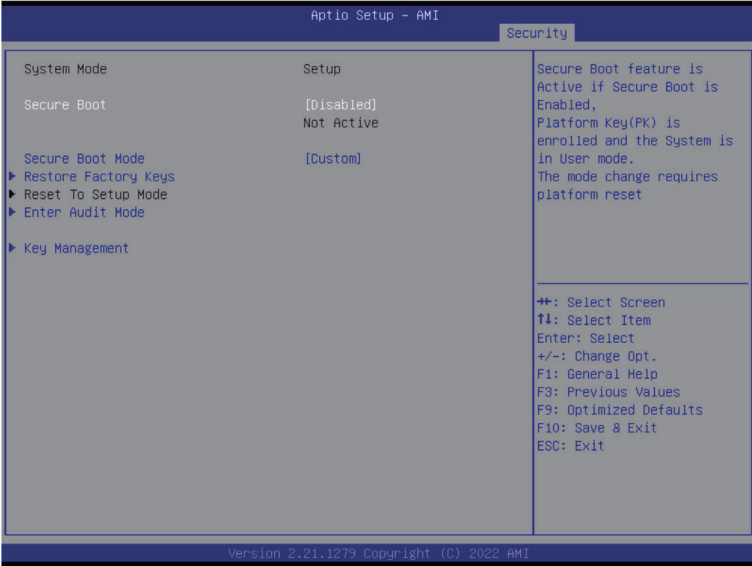 Aptio Setup – AMI
Security
System Mode Setup
Secure Boot [Disabled]
Not Active
Secure Boot Mode [Custom]
Restore Factory Keys
Reset To Setup Mode
Enter Audit Mode
Key Management
Secure Boot feature is
Active if Secure Boot is
Enabled,
Platform Key(PK) is
enrolled and the System is
in User mode.
The mode change requires
platform reset
→←: Select Screen
↑↓: Select Item
Enter: Select
+/-: Change Opt.
F1: General Help
F3: Previous Values
F9: Optimized Defaults
F10: Save & Exit
ESC: Exit
Version 2.21.1279 Copyright (C) 2022 AMI